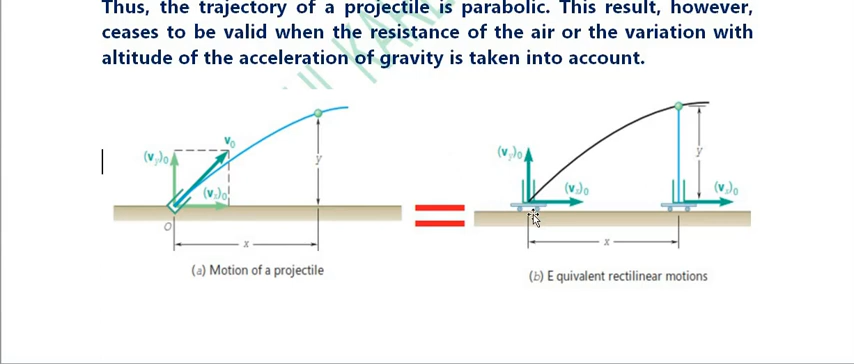 Thus, the trajectory of a projectile is parabolic. This result, however,
ceases to be valid when the resistance of the air or the variation with
altitude of the acceleration of gravity is taken into account.
(vy)0
v0
(vx)0
y
O
x
(a) Motion of a projectile
=
(vy)0
(vx)0
y
(vx)0
x
(b) E quivalent rectilinear motions